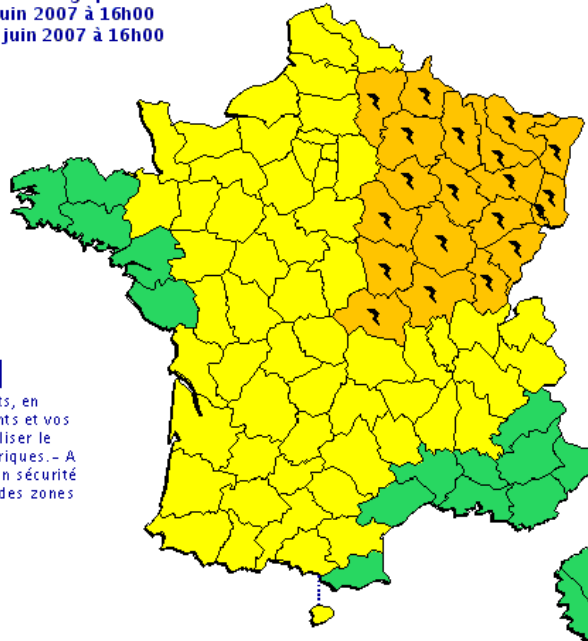 juin 2007 à 16h00
juin 2007 à 16h00
ts, en
nts et vos
liser le
riques.- A
n sécurité
des zones